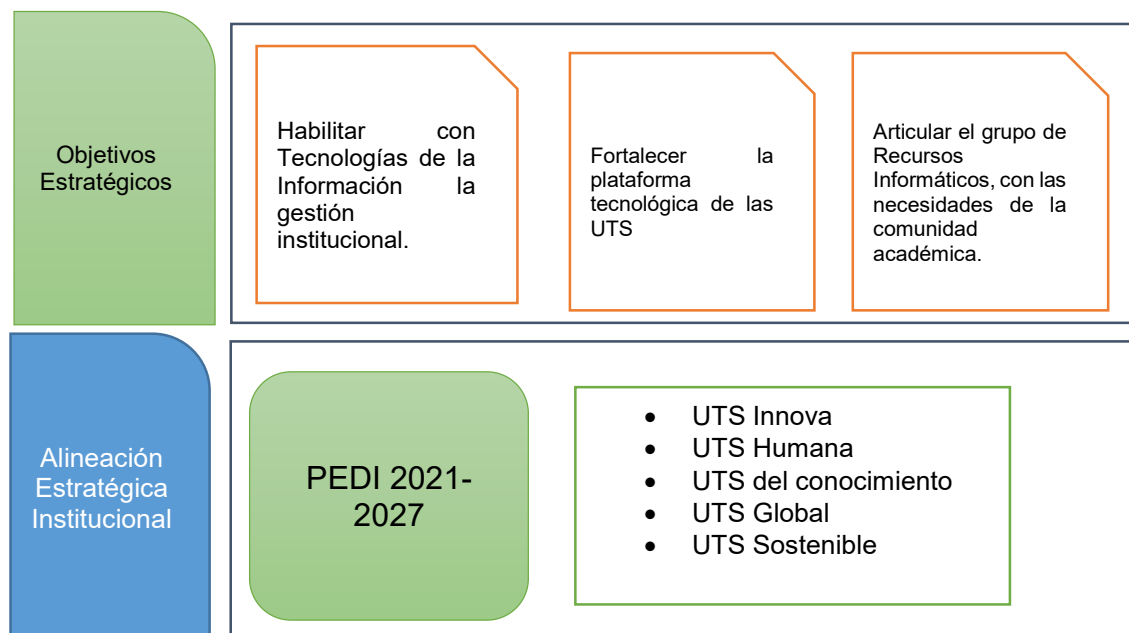 Objetivos
Estratégicos
Habilitar con
Tecnologías de la
Información la
gestión
institucional.
Fortalecer la
plataforma
tecnológica de las
UTS
Articular el grupo de
Recursos
Informáticos, con las
necesidades de la
comunidad
académica.
Alineación
Estratégica
Institucional
PEDI 2021-
2027
• UTS Innova
• UTS Humana
• UTS del conocimiento
• UTS Global
• UTS Sostenible